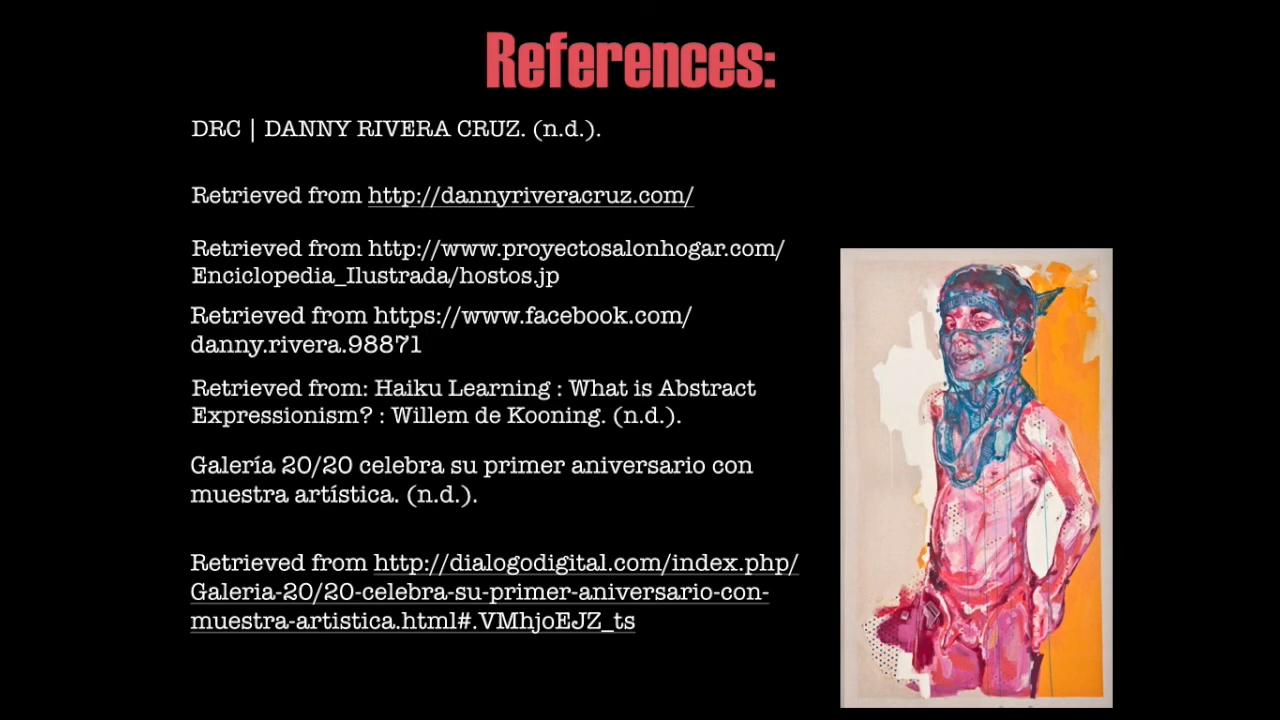 References:
DRC | DANNY RIVERA CRUZ. (n.d.).
Retrieved from http://dannyriveracruz.com/
Retrieved from http://www.proyectosalonhogar.com/
Enciclopedia_Ilustrada/hostos.jp
Retrieved from https://www.facebook.com/
danny.rivera.98871
Retrieved from: Haiku Learning : What is Abstract
Expressionism? : Willem de Kooning. (n.d.).
Galería 20/20 celebra su primer aniversario con
muestra artística. (n.d.).
Retrieved from http://dialogodigital.com/index.php/
Galeria-20/20-celebra-su-primer-aniversario-con-
muestra-artistica.html#.VMhjoEJZ_ts